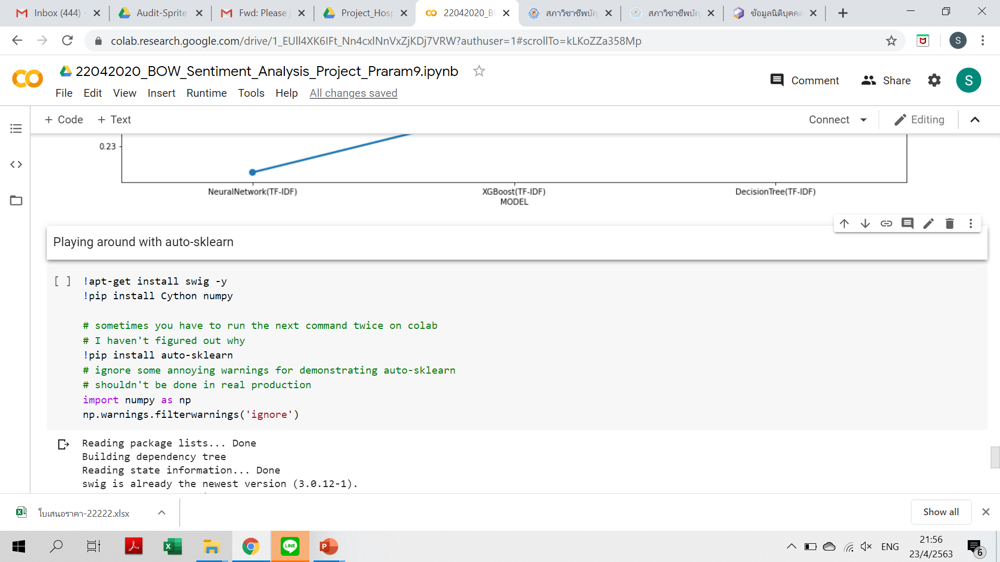 Inbox (444) -
Audit-Sprite
Fwd: Please j
Project_Hosp
22042020_BO
สภาวิชาชีพบัญ
สภาวิชาชีพบัญ
ข้อมูลนิติบุคคล
colab.research.google.com/drive/1_EUll4XK6IFt_Nn4cxlNnVxZjKDj7VRW?authuser=1#scrollTo=kLKoZZa358Mp
S
22042020_BOW_Sentiment_Analysis_Project_Praram9.ipynb
Comment
Share
S
File Edit View Insert Runtime Tools Help All changes saved
+ Code + Text
Connect
Editing
0.23
NeuralNetwork(TF-IDF)
XGBoost(TF-IDF)
DecisionTree(TF-IDF)
MODEL
Playing around with auto-sklearn
[ ] !apt-get install swig -y
!pip install Cython numpy
# sometimes you have to run the next command twice on colab
# I haven't figured out why
!pip install auto-sklearn
# ignore some annoying warnings for demonstrating auto-sklearn
# shouldn't be done in real production
import numpy as np
np.warnings.filterwarnings('ignore')
Reading package lists... Done
Building dependency tree
Reading state information... Done
swig is already the newest version (3.0.12-1).
ใบเสนอราคา-22222.xlsx
Show all
LINE
ENG
21:56
23/4/2563
6